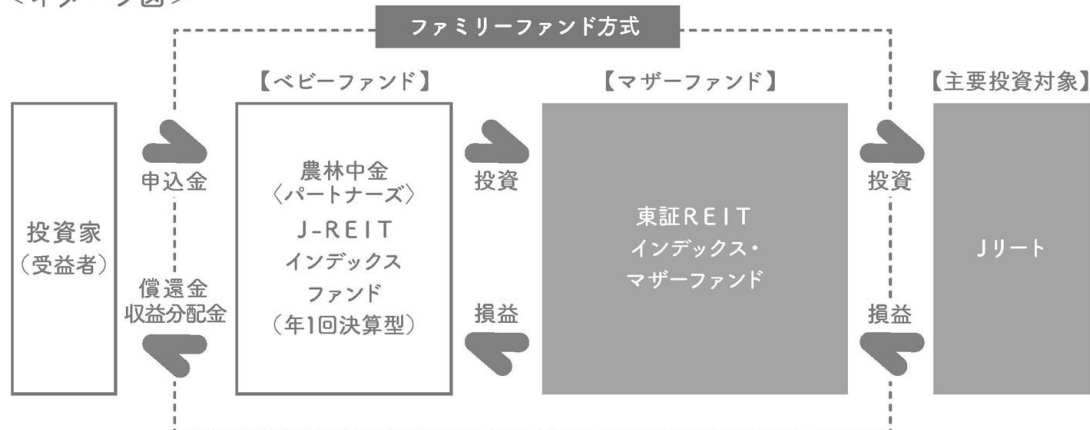 ファミリーファンド方式
【ベビーファンド】
【マザーファンド】
【主要投資対象】
投資家
(受益者)
申込金
償還金
収益分配金
農林中金
〈パートナーズ〉
J-REIT
インデックス
ファンド
(年1回決算型)
投資
損益
東証REIT
インデックス・
マザーファンド
投資
損益
Jリート